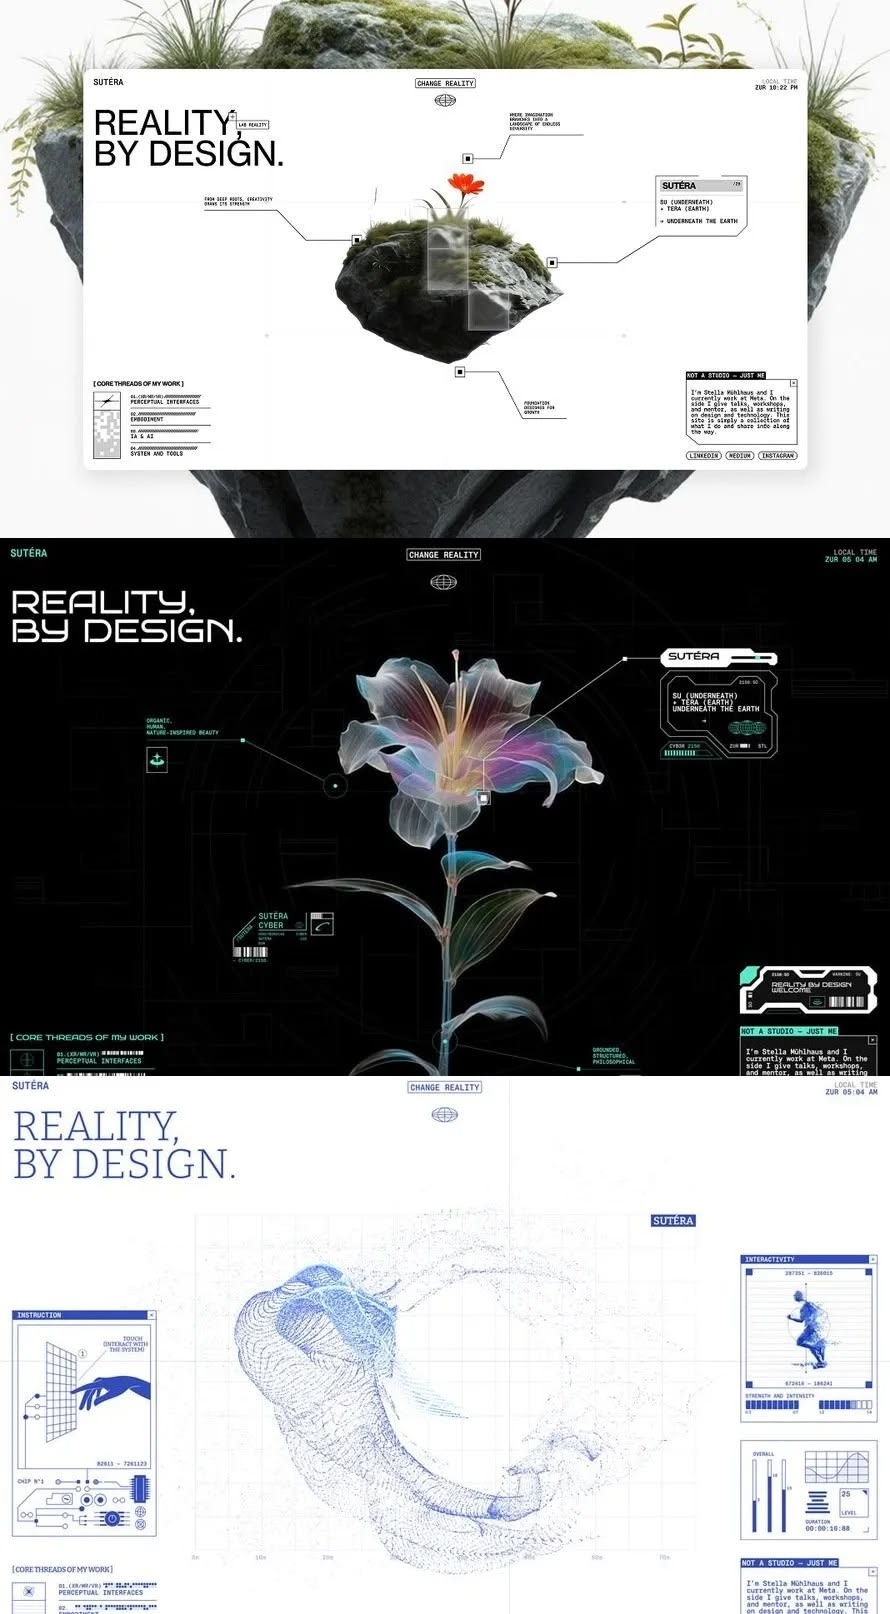 SUTÉRA
CHANGE REALITY
LOCAL TIME
ZUR 10:22 PM
REALITY,
BY DESIGN.
LAB REALITY
WHERE IMAGINATION
BRANCHES INTO A
LANDSCAPE OF ENDLESS
DIVERSITY
FROM DEEP ROOTS, CREATIVITY
DRAWS ITS STRENGTH
SUTÉRA
SU (UNDERNEATH)
+ TERA (EARTH)
→ UNDERNEATH THE EARTH
FOUNDATION
DESIGNED FOR
GROWTH
[ CORE THREADS OF MY WORK ]
01.(XR/MR/VR)
PERCEPTUAL INTERFACES
02.
EMBODIMENT
03.
IA & AI
04.
SYSTEM AND TOOLS
NOT A STUDIO — JUST ME
I'm Stella Mühlhaus and I
currently work at Meta. On the
side I give talks, workshops,
and mentor, as well as writing
on design and technology. This
site is simply a collection of
what I do and share info along
the way.
LINKEDIN
MEDIUM
INSTAGRAM
SUTÉRA
CHANGE REALITY
LOCAL TIME
ZUR 05 04 AM
REALITY,
BY DESIGN.
SUTÉRA
SU (UNDERNEATH)
+ TERA (EARTH)
UNDERNEATH THE EARTH
CYBER 2150
ZUR
STL
ORGANIC,
HUMAN,
NATURE-INSPIRED BEAUTY
SUTÉRA
CYBER
REALITY BY DESIGN
WELCOME
[ CORE THREADS OF MY WORK ]
01.(XR/MR/VR)
PERCEPTUAL INTERFACES
GROUNDED,
STRUCTURED,
PHILOSOPHICAL
NOT A STUDIO — JUST ME
I'm Stella Mühlhaus and I
currently work at Meta. On the
side I give talks, workshops,
and mentor, as well as writing
SUTÉRA
CHANGE REALITY
LOCAL TIME
ZUR 05:04 AM
REALITY,
BY DESIGN.
SUTÉRA
INTERACTIVITY
287351 — 826015
672416 — 186241
STRENGTH AND INTENSITY
INSTRUCTION
TOUCH
(INTERACT WITH
THE SYSTEM)
1
82611 — 7261123
CHIP N°1
OVERALL
25
LEVEL
DURATION
00:00:16:88
[ CORE THREADS OF MY WORK ]
01.(XR/MR/VR)
PERCEPTUAL INTERFACES
02.
NOT A STUDIO — JUST ME
I'm Stella Mühlhaus and I
currently work at Meta. On the
side I give talks, workshops,
and mentor, as well as writing
on design and technology. This